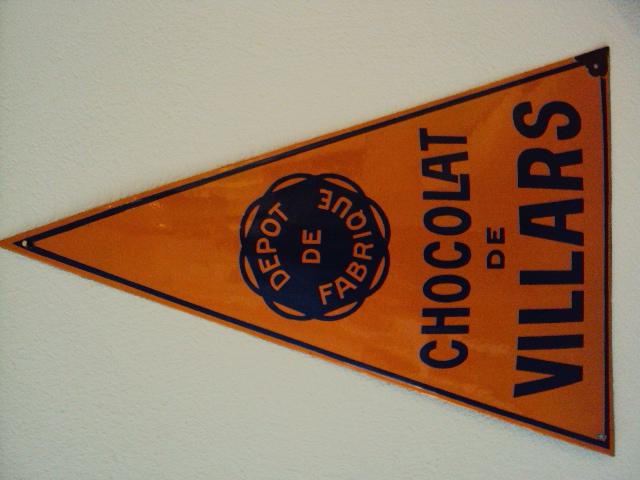 DEPOT
DE
FABRIQUE
CHOCOLAT
DE
VILLARS